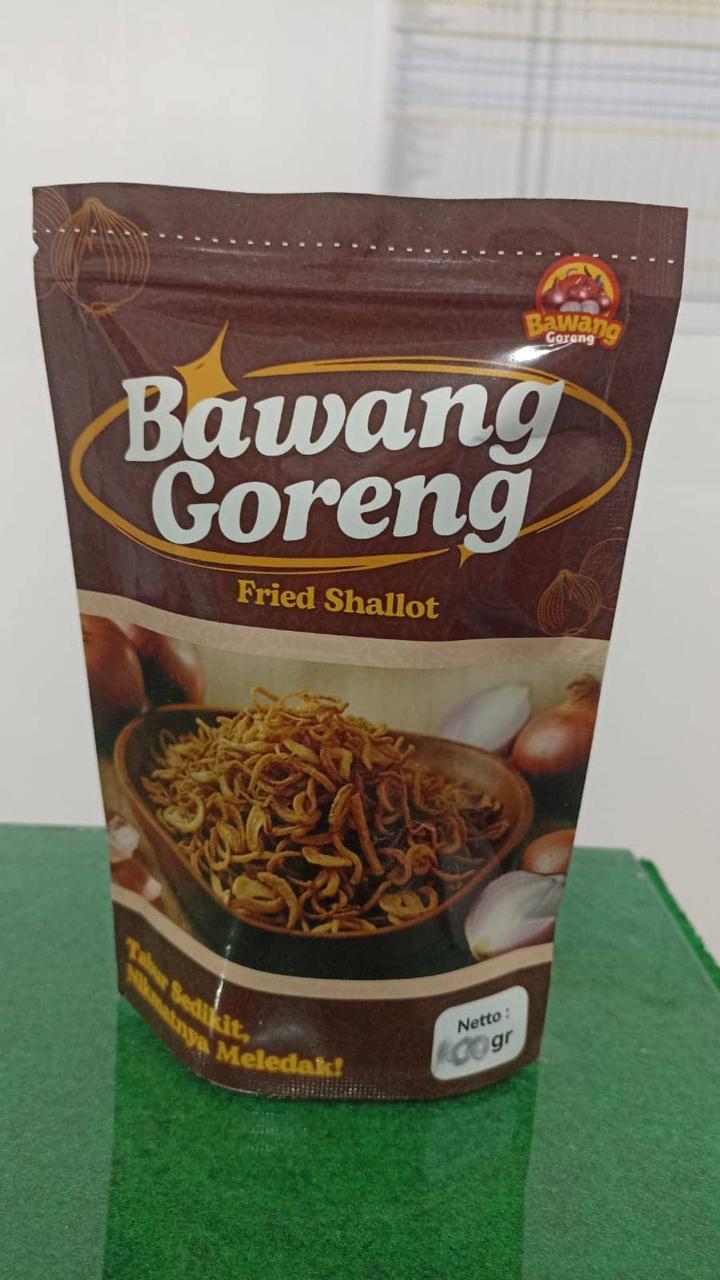 Bawang
Goreng
Bawang
Goreng
Fried Shallot
Tabur Sedikit,
Nikmatnya Meledak!
Netto :
gr